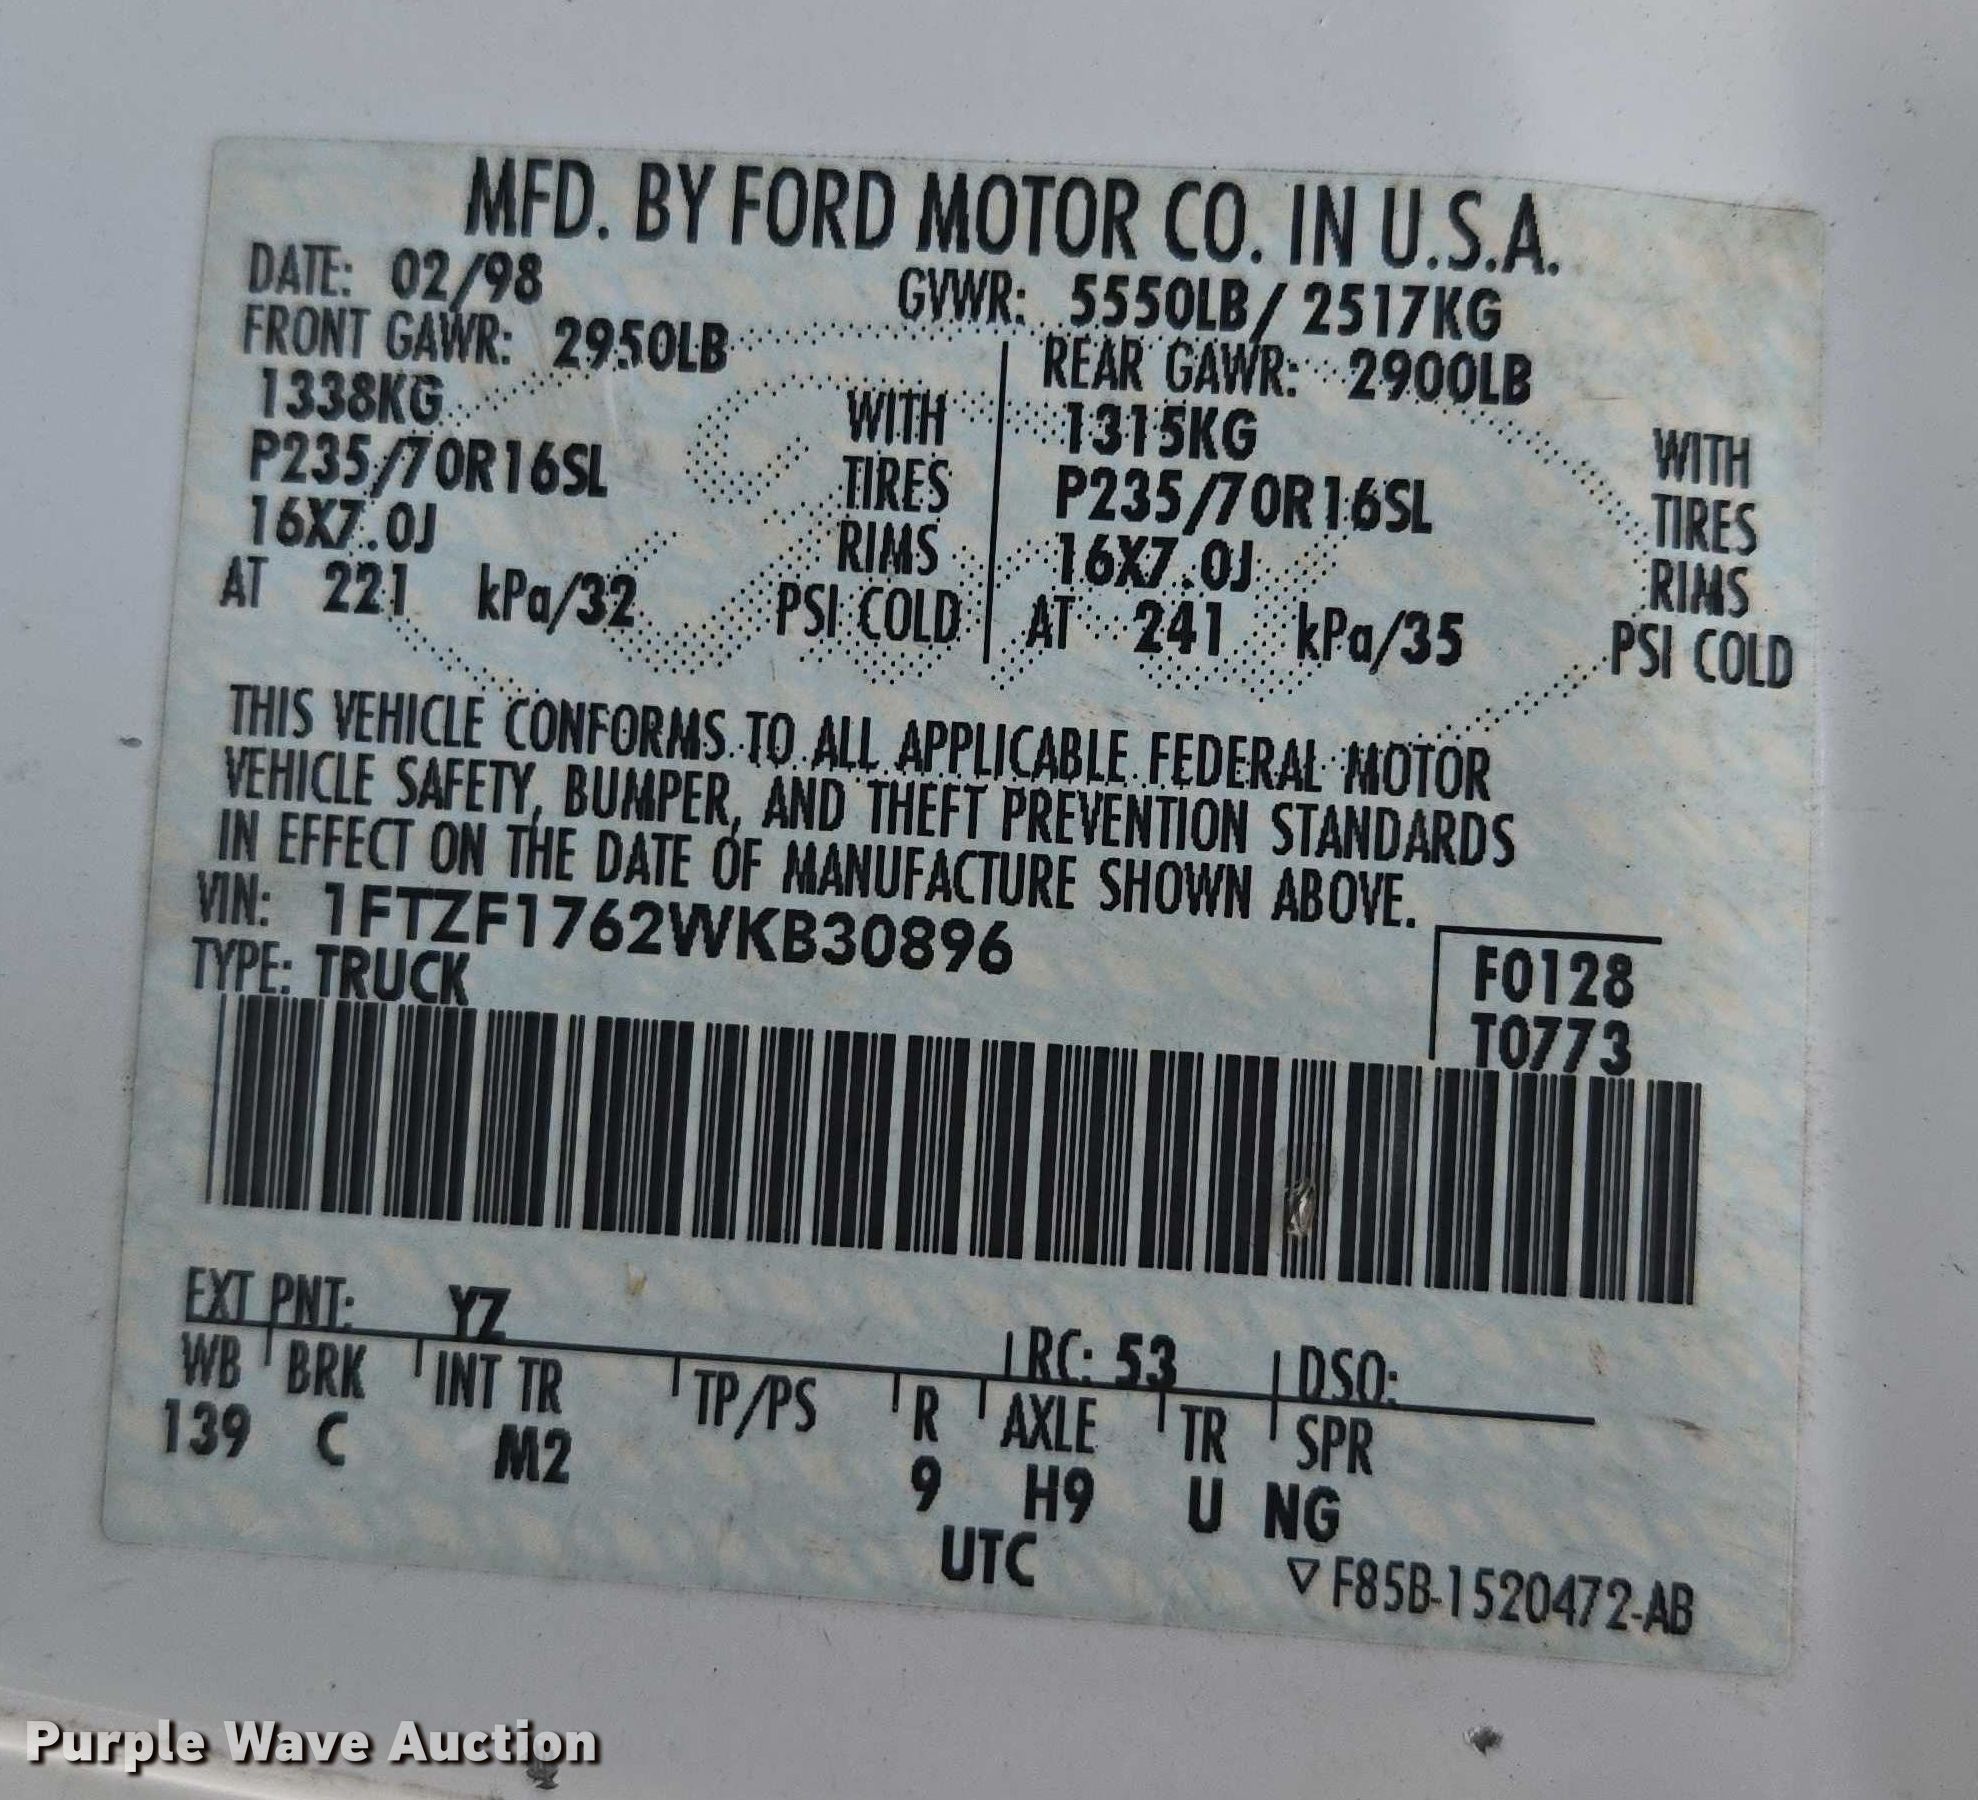 MFD. BY FORD MOTOR CO. IN U.S.A.
DATE: 02/98 GVWR: 5550LB/ 2517KG
FRONT GAWR: 2950LB REAR GAWR: 2900LB
1338KG WITH 1315KG WITH
P235/70R16SL TIRES P235/70R16SL TIRES
16X7.0J RIMS 16X7.0J RIMS
AT 221 kPa/32 PSI COLD AT 241 kPa/35 PSI COLD
THIS VEHICLE CONFORMS TO ALL APPLICABLE FEDERAL MOTOR
VEHICLE SAFETY, BUMPER, AND THEFT PREVENTION STANDARDS
IN EFFECT ON THE DATE OF MANUFACTURE SHOWN ABOVE.
VIN: 1FTZF1762WKB30896 F0128
TYPE: TRUCK T0773
EXT PNT: YZ RC: 53 DSO:
WB BRK INT TR TP/PS R AXLE TR SPR
139 C M2 9 H9 U NG
UTC
▽ F85B-1520472-AB
Purple Wave Auction